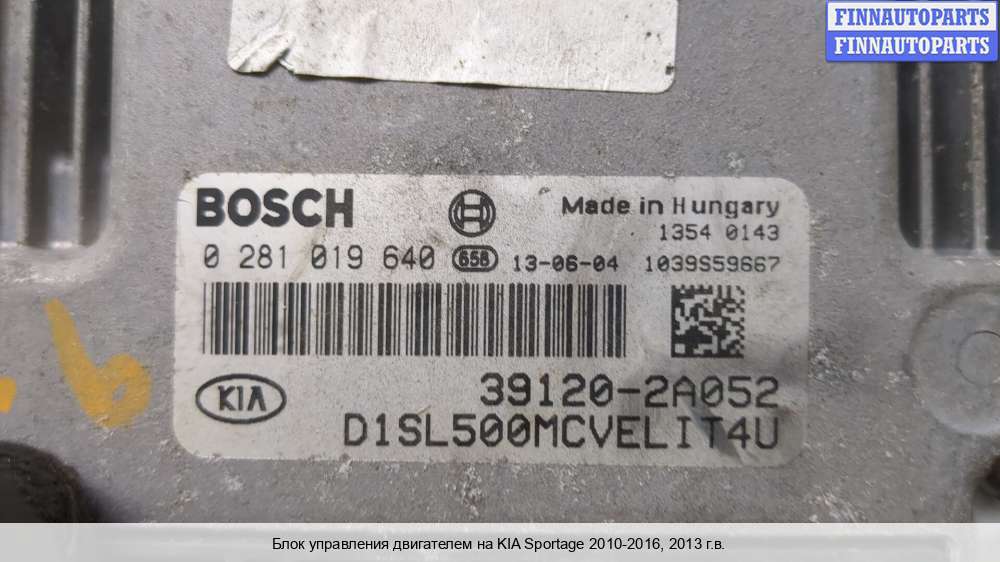 FINNAUTOPARTS
FINNAUTOPARTS
BOSCH
Made in Hungary
1354 0143
0 281 019 640 658 13-06-04 1039S59667
KIA
39120-2A052
D1SL500MCVELIT4U
Блок управления двигателем на KIA Sportage 2010-2016, 2013 г.в.